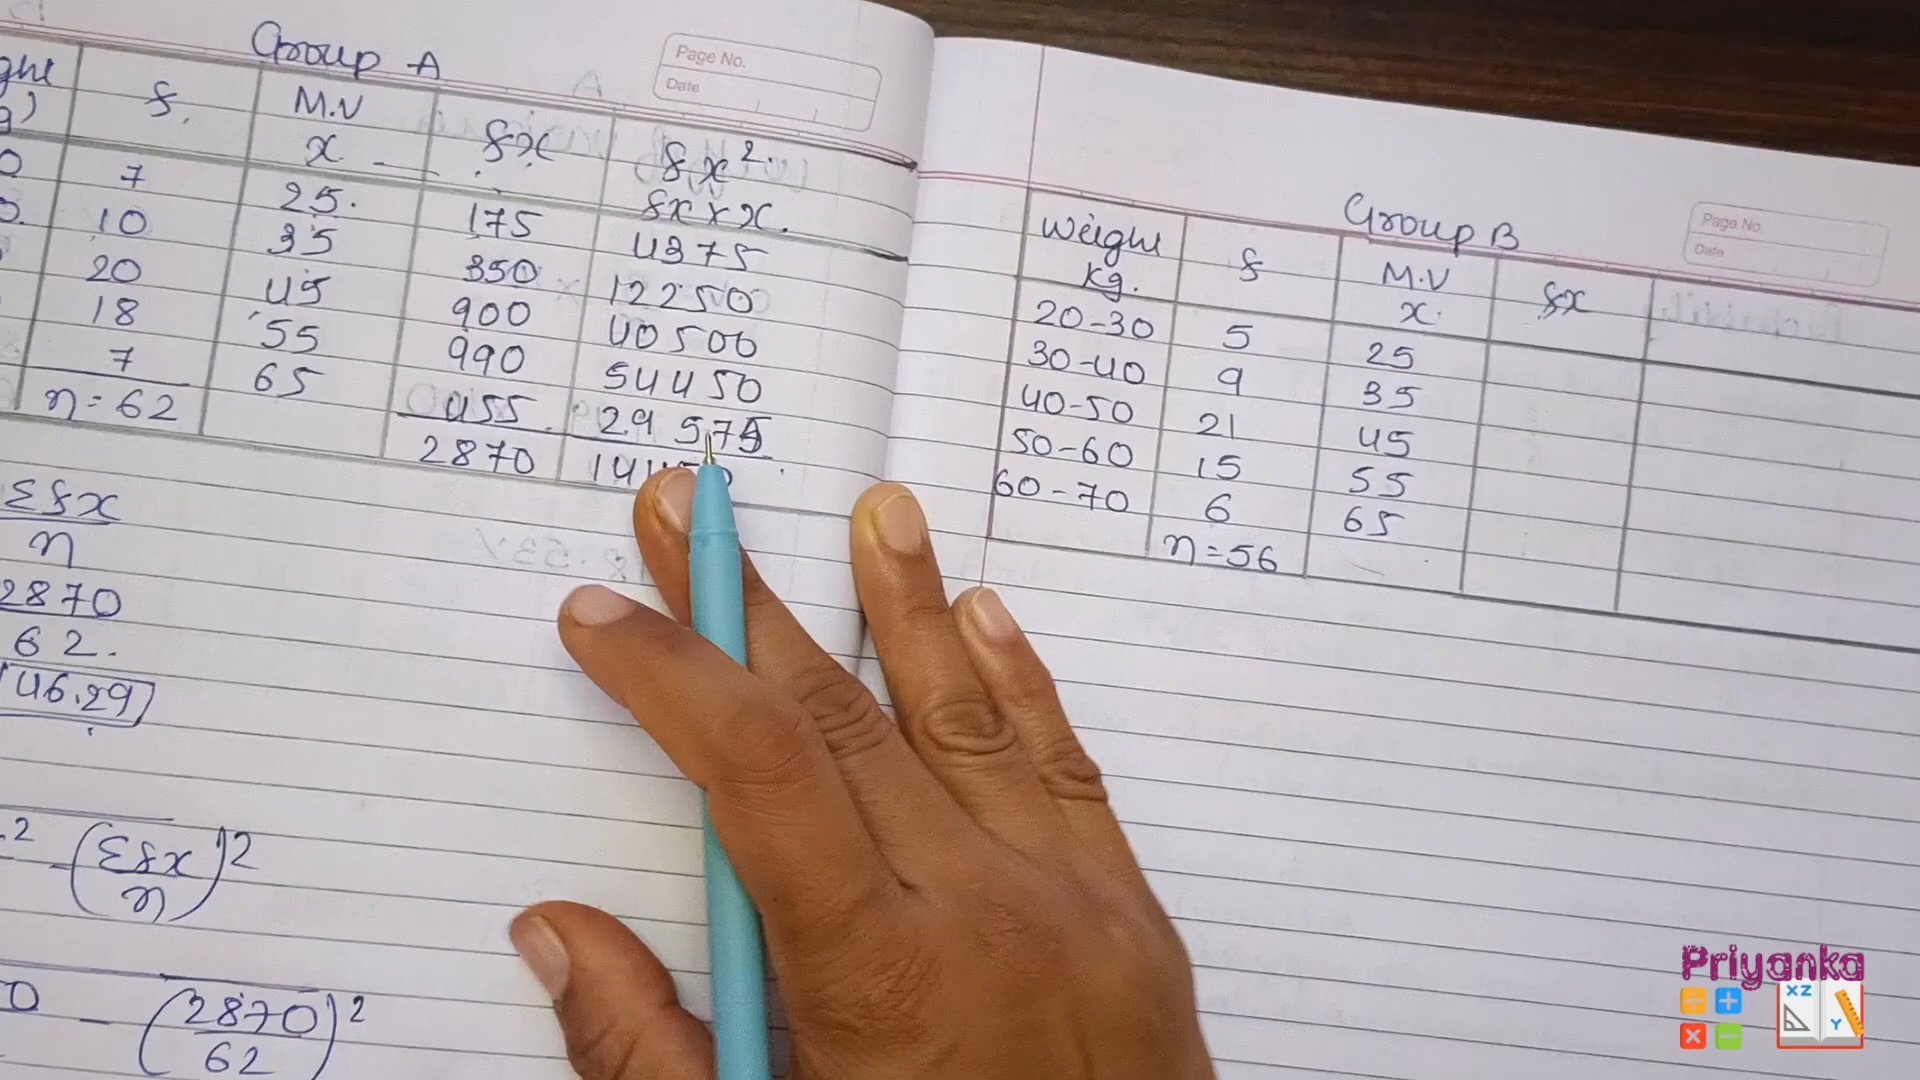 Group A
Page No.
Date
f. M.V fx fx².
x. fx × x.
7 25. 175 4375
10 35 350 12250
20 45 900 40500
18 55 990 54450
7 65 455 29575
n=62 2870
Σfx
n
2870
62.
46.29
² - (Σfx
n)²
0 - (2870
62)²
Group B
Page No.
Date
Weight f M.V fx
kg. x.
20-30 5 25
30-40 9 35
40-50 21 45
50-60 15 55
60-70 6 65
n=56
Priyanka
XZ
Y